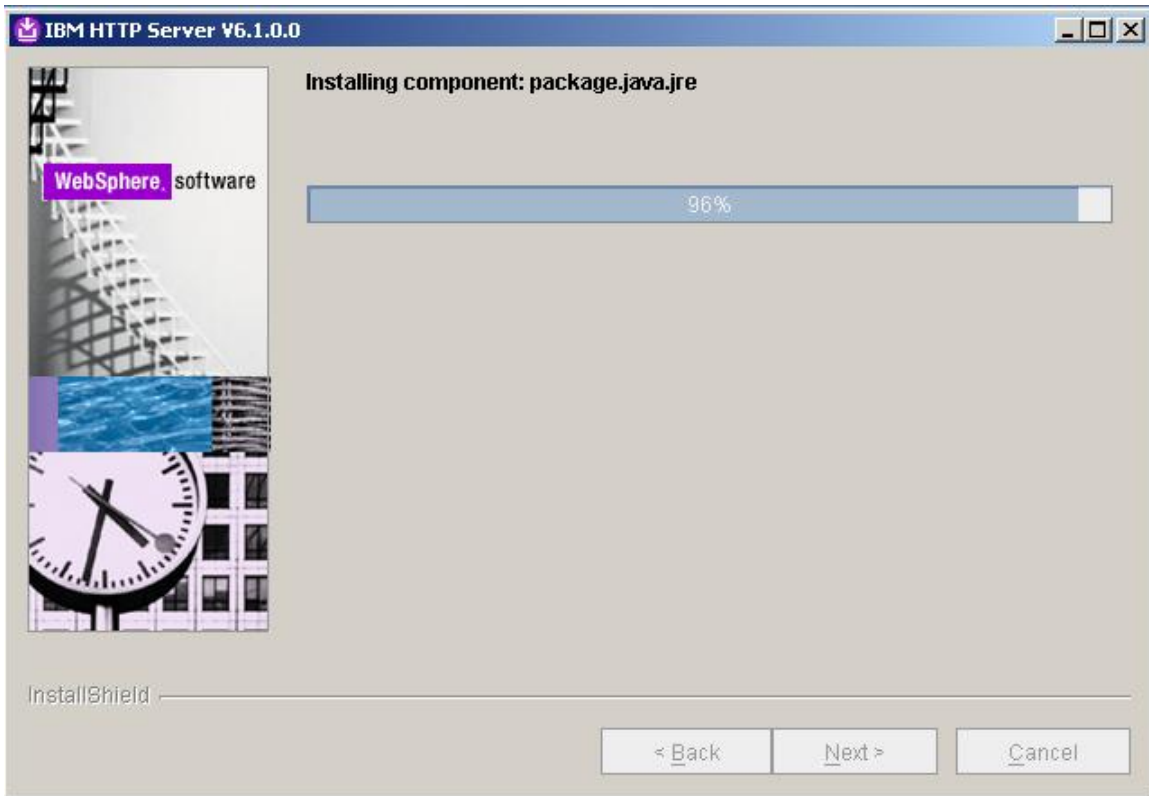 IBM HTTP Server V6.1.0.0
Installing component: package.java.jre
WebSphere. software
96%
InstallShield
< Back
Next >
Cancel